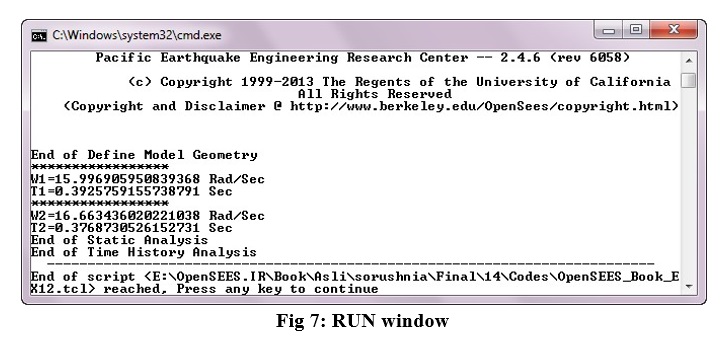 C:\Windows\system32\cmd.exe
Pacific Earthquake Engineering Research Center -- 2.4.6 (rev 6058)
(c) Copyright 1999-2013 The Regents of the University of California
All Rights Reserved
(Copyright and Disclaimer @ http://www.berkeley.edu/OpenSees/copyright.html)
End of Define Model Geometry
*****************
W1=15.996905950839368 Rad/Sec
T1=0.3925759155738791 Sec
*****************
W2=16.663436020221038 Rad/Sec
T2=0.3768730526152731 Sec
End of Static Analysis
End of Time History Analysis
--------------------------------------------------------------------------
End of script <E:\OpenSEES.IR\Book\Asli\sorushnia\Final\14\Codes\OpenSEES_Book_E
X12.tcl> reached, Press any key to continue
Fig 7: RUN window